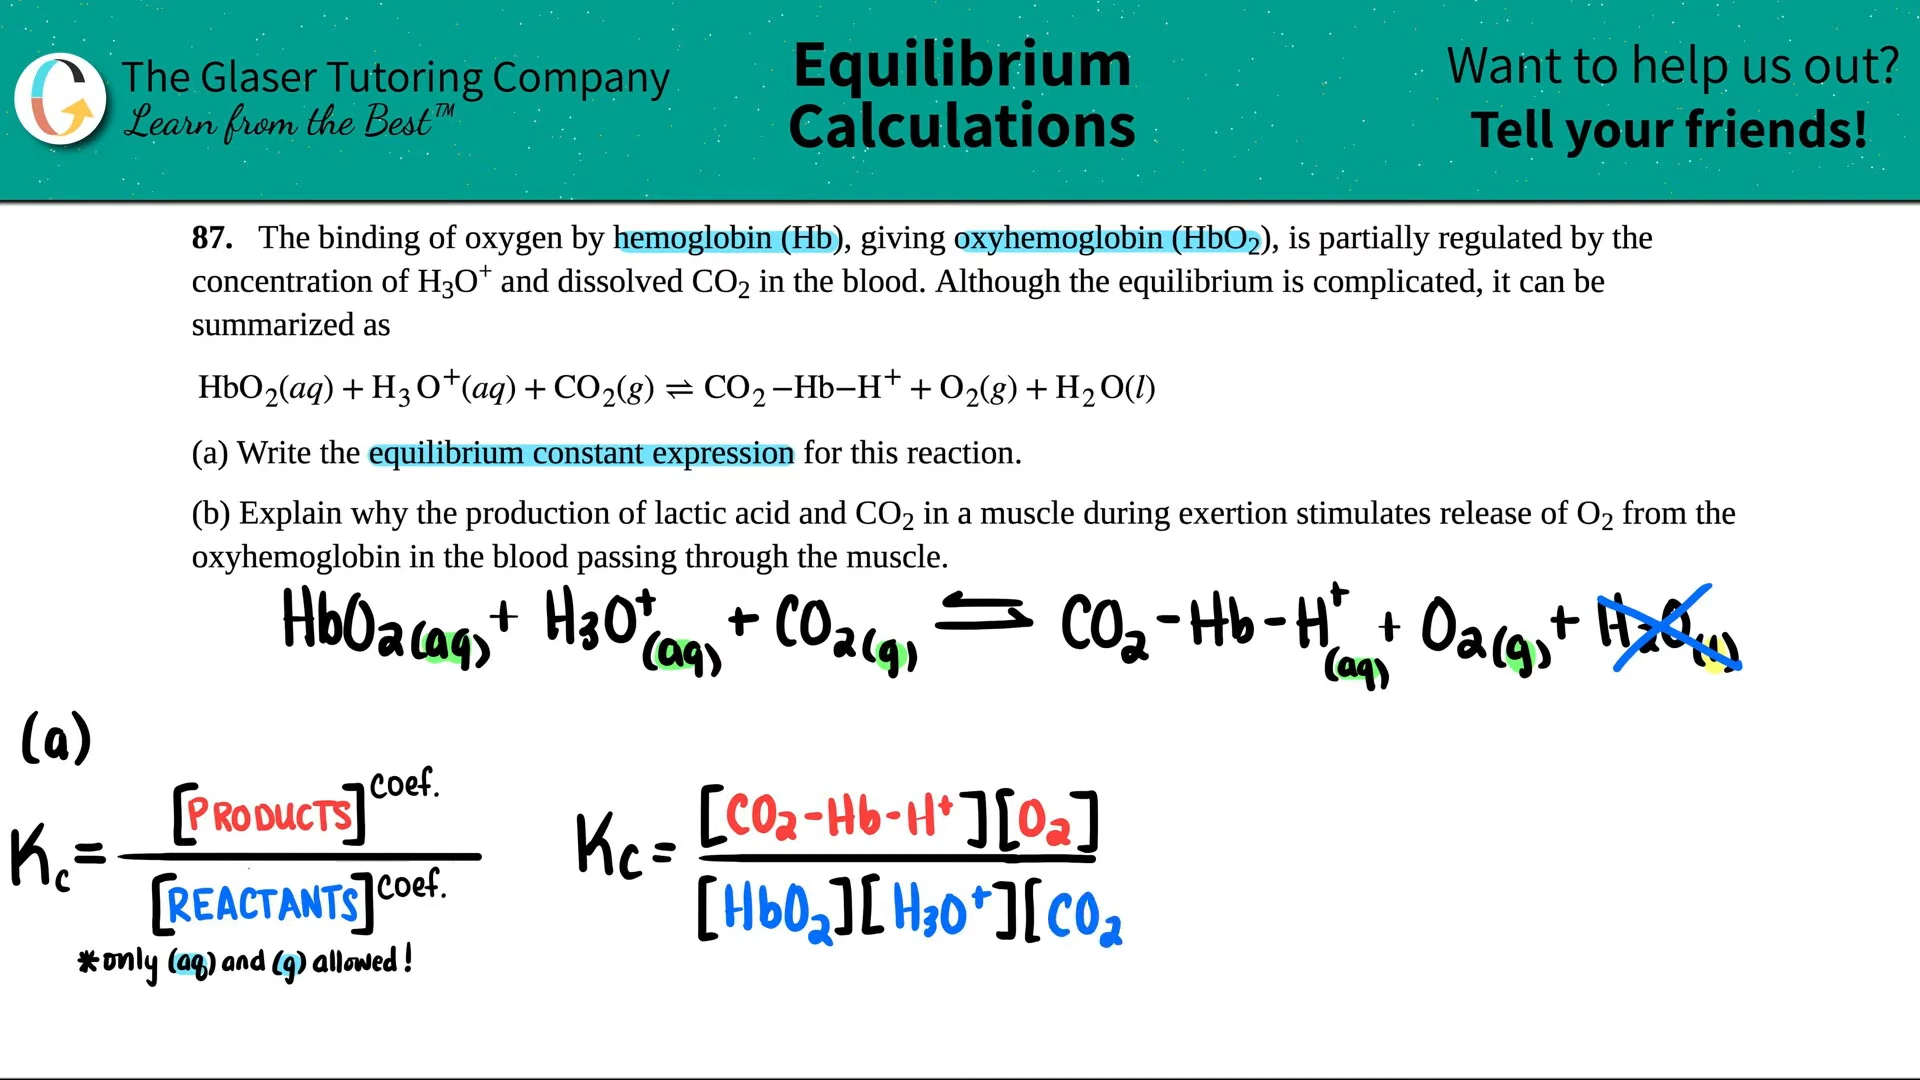 The Glaser Tutoring Company
Learn from the Best™
Equilibrium
Calculations
Want to help us out?
Tell your friends!
87. The binding of oxygen by hemoglobin (Hb), giving oxyhemoglobin (HbO₂), is partially regulated by the
concentration of H₃O⁺ and dissolved CO₂ in the blood. Although the equilibrium is complicated, it can be
summarized as
HbO₂(aq) + H₃O⁺(aq) + CO₂(g) ⇌ CO₂−Hb−H⁺ + O₂(g) + H₂O(l)
(a) Write the equilibrium constant expression for this reaction.
(b) Explain why the production of lactic acid and CO₂ in a muscle during exertion stimulates release of O₂ from the
oxyhemoglobin in the blood passing through the muscle.
HbO₂(aq) + H₃O⁺(aq) + CO₂(g) ⇌ CO₂-Hb-H⁺(aq) + O₂(g) + H₂O(l)
(a)
[PRODUCTS]coef.
Kc =
[REACTANTS]coef.
*only (aq) and (g) allowed!
[CO₂-Hb-H⁺][O₂]
Kc =
[HbO₂][H₃O⁺][CO₂